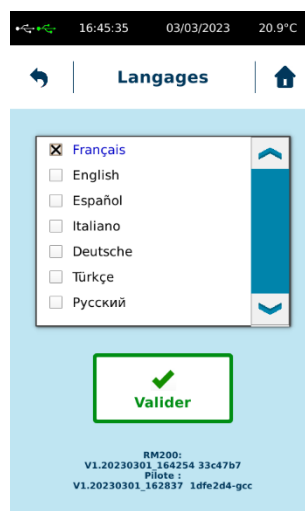 16:45:35 03/03/2023 20.9°C
Langages
Français
English
Español
Italiano
Deutsche
Türkçe
Русский
Valider
RM200:
V1.20230301_164254 33c47b7
Pilote :
V1.20230301_162837 1dfe2d4-gcc